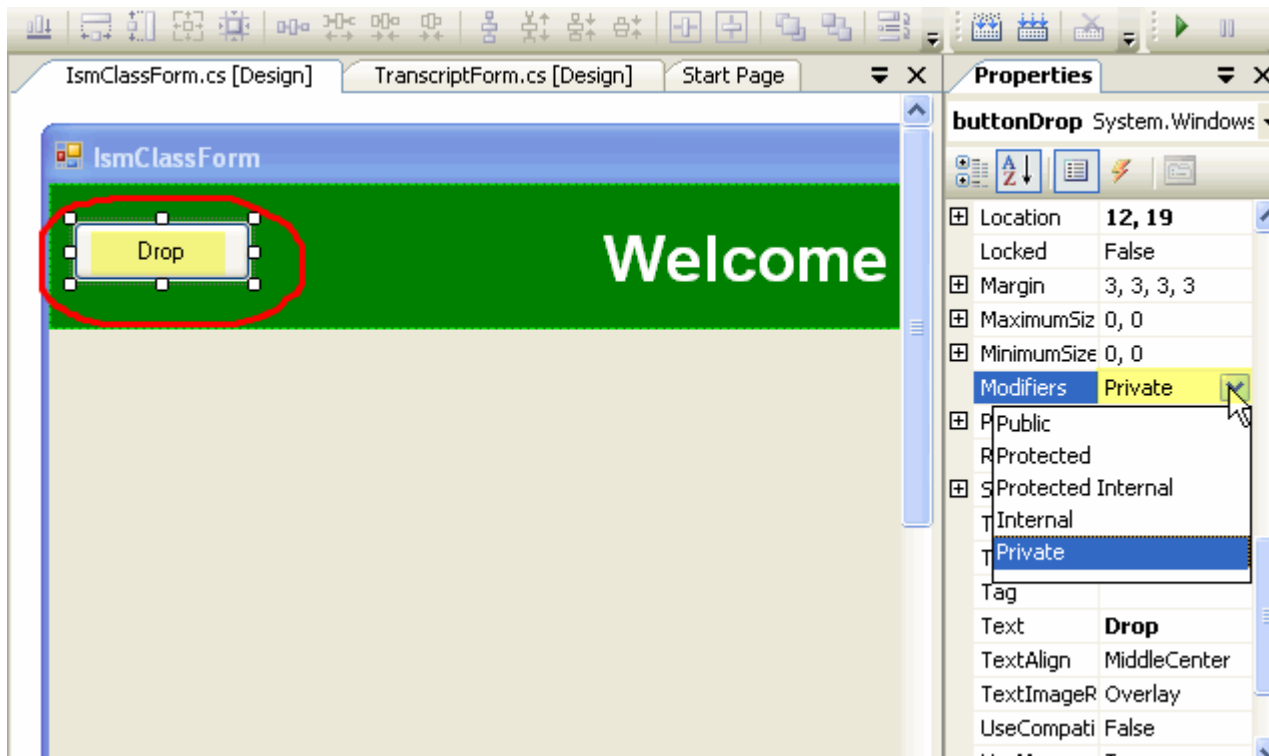 IsmClassForm.cs [Design] TranscriptForm.cs [Design] Start Page
IsmClassForm
Drop
Welcome
Properties
buttonDrop System.Windows
A
Z
Location 12, 19
Locked False
Margin 3, 3, 3, 3
MaximumSiz 0, 0
MinimumSize 0, 0
Modifiers Private
P Public
R Protected
S Protected Internal
T Internal
T Private
Tag
Text Drop
TextAlign MiddleCenter
TextImageR Overlay
UseCompati False